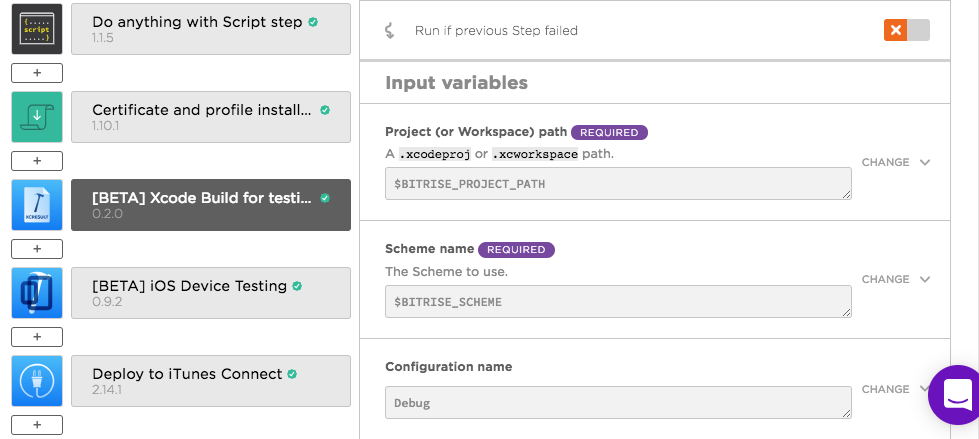 {.....
script
.....}
Do anything with Script step
1.1.5
+
Certificate and profile install...
1.10.1
+
XCRESULT
[BETA] Xcode Build for testi...
0.2.0
+
[BETA] iOS Device Testing
0.9.2
+
Deploy to iTunes Connect
2.14.1
+
Run if previous Step failed
Input variables
Project (or Workspace) path REQUIRED
A .xcodeproj or .xcworkspace path.
$BITRISE_PROJECT_PATH
CHANGE
Scheme name REQUIRED
The Scheme to use.
$BITRISE_SCHEME
CHANGE
Configuration name
Debug
CHANGE